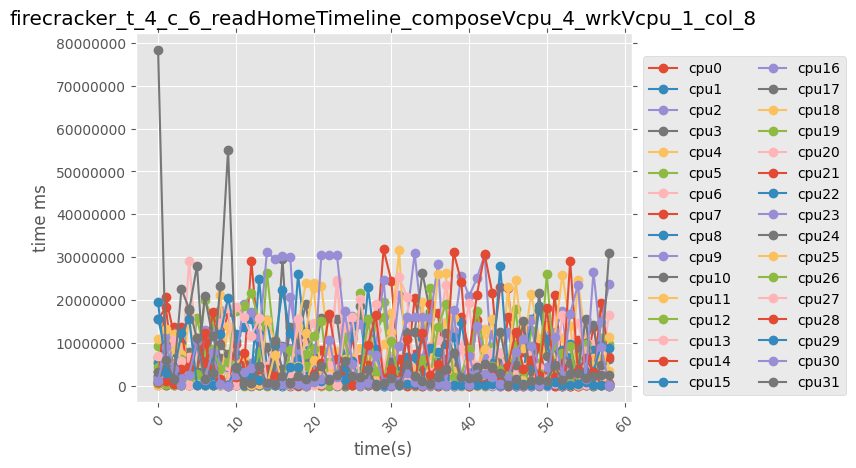 firecracker_t_4_c_6_readHomeTimeline_composeVcpu_4_wrkVcpu_1_col_8
80000000
70000000
60000000
50000000
40000000
30000000
20000000
10000000
0
time ms
0
10
20
30
40
50
60
time(s)
cpu0
cpu1
cpu2
cpu3
cpu4
cpu5
cpu6
cpu7
cpu8
cpu9
cpu10
cpu11
cpu12
cpu13
cpu14
cpu15
cpu16
cpu17
cpu18
cpu19
cpu20
cpu21
cpu22
cpu23
cpu24
cpu25
cpu26
cpu27
cpu28
cpu29
cpu30
cpu31